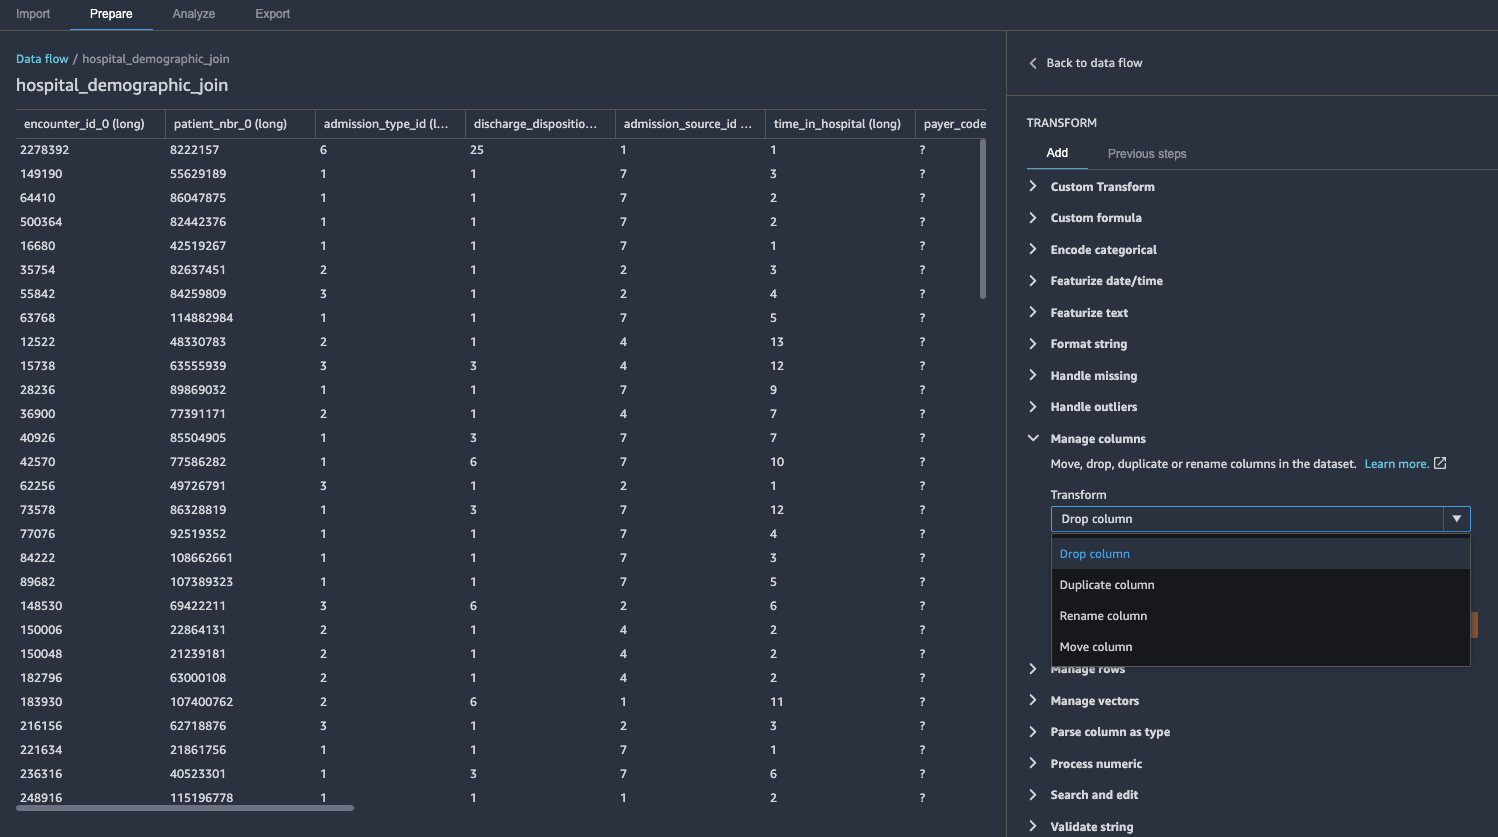 Import Prepare Analyze Export
Data flow / hospital_demographic_join
hospital_demographic_join
encounter_id_0 (long) patient_nbr_0 (long) admission_type_id (l... discharge_dispositio... admission_source_id ... time_in_hospital (long) payer_code
2278392 8222157 6 25 1 1 ?
149190 55629189 1 1 7 3 ?
64410 86047875 1 1 7 2 ?
500364 82442376 1 1 7 2 ?
16680 42519267 1 1 7 1 ?
35754 82637451 2 1 2 3 ?
55842 84259809 3 1 2 4 ?
63768 114882984 1 1 7 5 ?
12522 48330783 2 1 4 13 ?
15738 63555939 3 3 4 12 ?
28236 89869032 1 1 7 9 ?
36900 77391171 2 1 4 7 ?
40926 85504905 1 3 7 7 ?
42570 77586282 1 6 7 10 ?
62256 49726791 3 1 2 1 ?
73578 86328819 1 3 7 12 ?
77076 92519352 1 1 7 4 ?
84222 108662661 1 1 7 3 ?
89682 107389323 1 1 7 5 ?
148530 69422211 3 6 2 6 ?
150006 22864131 2 1 4 2 ?
150048 21239181 2 1 4 2 ?
182796 63000108 2 1 4 2 ?
183930 107400762 2 6 1 11 ?
216156 62718876 3 1 2 3 ?
221634 21861756 1 1 7 1 ?
236316 40523301 1 3 7 6 ?
248916 115196778 1 1 1 2 ?
Back to data flow
TRANSFORM
Add Previous steps
Custom Transform
Custom formula
Encode categorical
Featurize date/time
Featurize text
Format string
Handle missing
Handle outliers
Manage columns
Move, drop, duplicate or rename columns in the dataset. Learn more.
Transform
Drop column
Drop column
Duplicate column
Rename column
Move column
Manage rows
Manage vectors
Parse column as type
Process numeric
Search and edit
Validate string